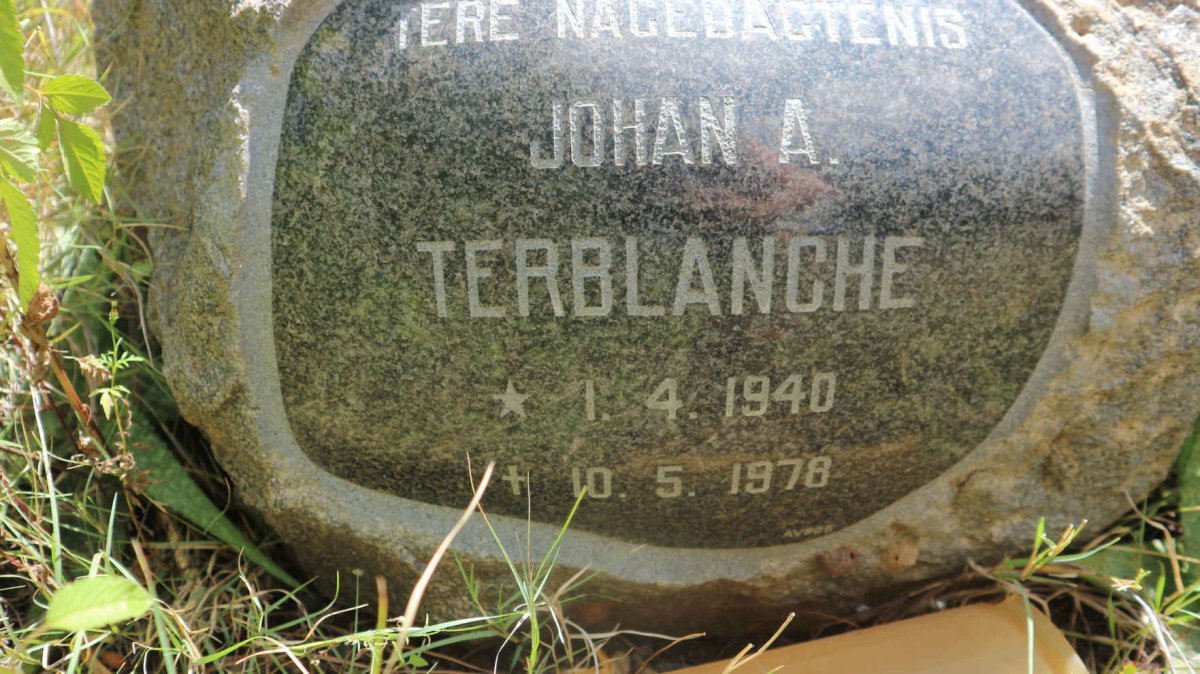 TERE NAGEDAGTENIS
JOHAN A.
TERBLANCHE
★ 1. 4. 1940
✝ 10. 5. 1978